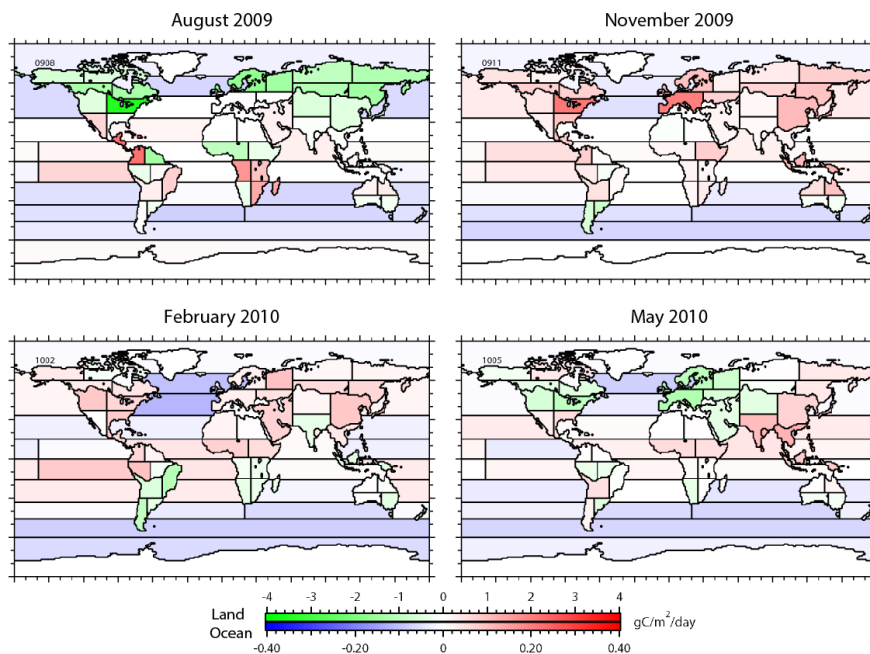 August 2009
November 2009
0908
0911
February 2010
May 2010
1002
1005
-4 -3 -2 -1 0 1 2 3 4
Land
Ocean
gC/m²/day
-0.40 -0.20 0 0.20 0.40